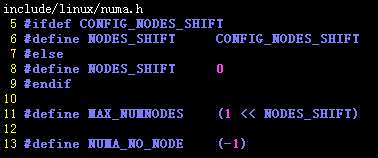 include/linux/numa.h
5 #ifdef CONFIG_NODES_SHIFT
6 #define NODES_SHIFT     CONFIG_NODES_SHIFT
7 #else
8 #define NODES_SHIFT     0
9 #endif
10
11 #define MAX_NUMNODES    (1 << NODES_SHIFT)
12
13 #define NUMA_NO_NODE    (-1)